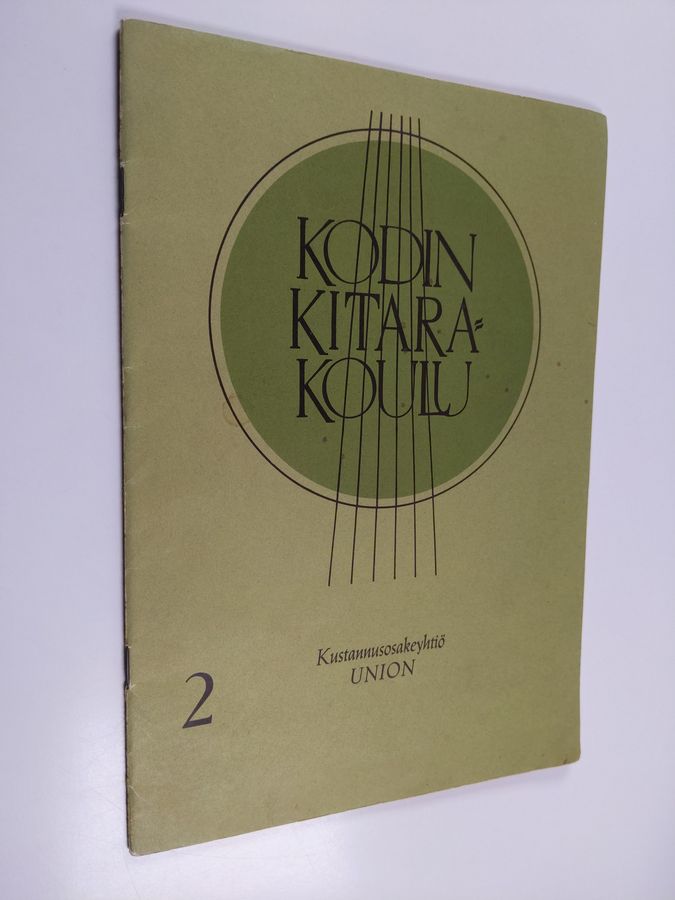 KODIN
KITARA-
KOULU
Kustannusosakeyhtiö
UNION
2